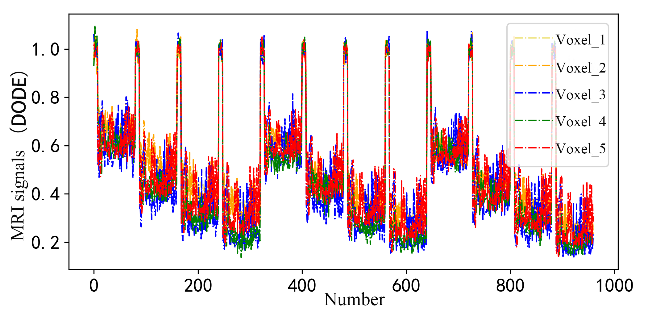 MRI signals （DODE）
1.0
0.8
0.6
0.4
0.2
0 200 400 600 800 1000
Number
Voxel_1
Voxel_2
Voxel_3
Voxel_4
Voxel_5